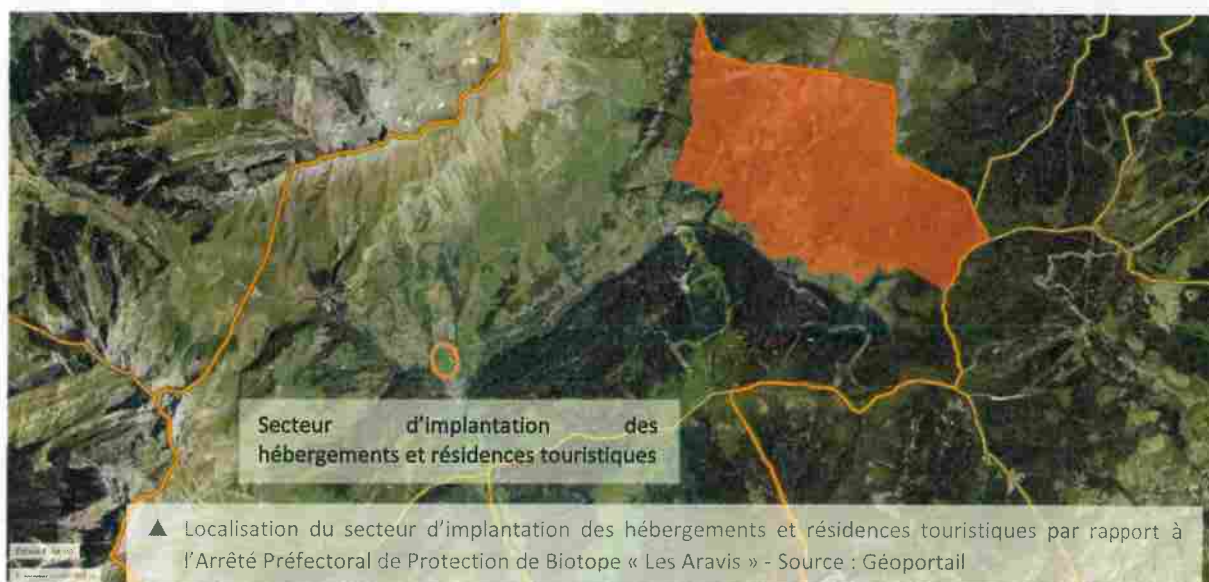 Secteur d'implantation des
hébergements et résidences touristiques
▲ Localisation du secteur d'implantation des hébergements et résidences touristiques par rapport à
l'Arrêté Préfectoral de Protection de Biotope « Les Aravis » - Source : Géoportail